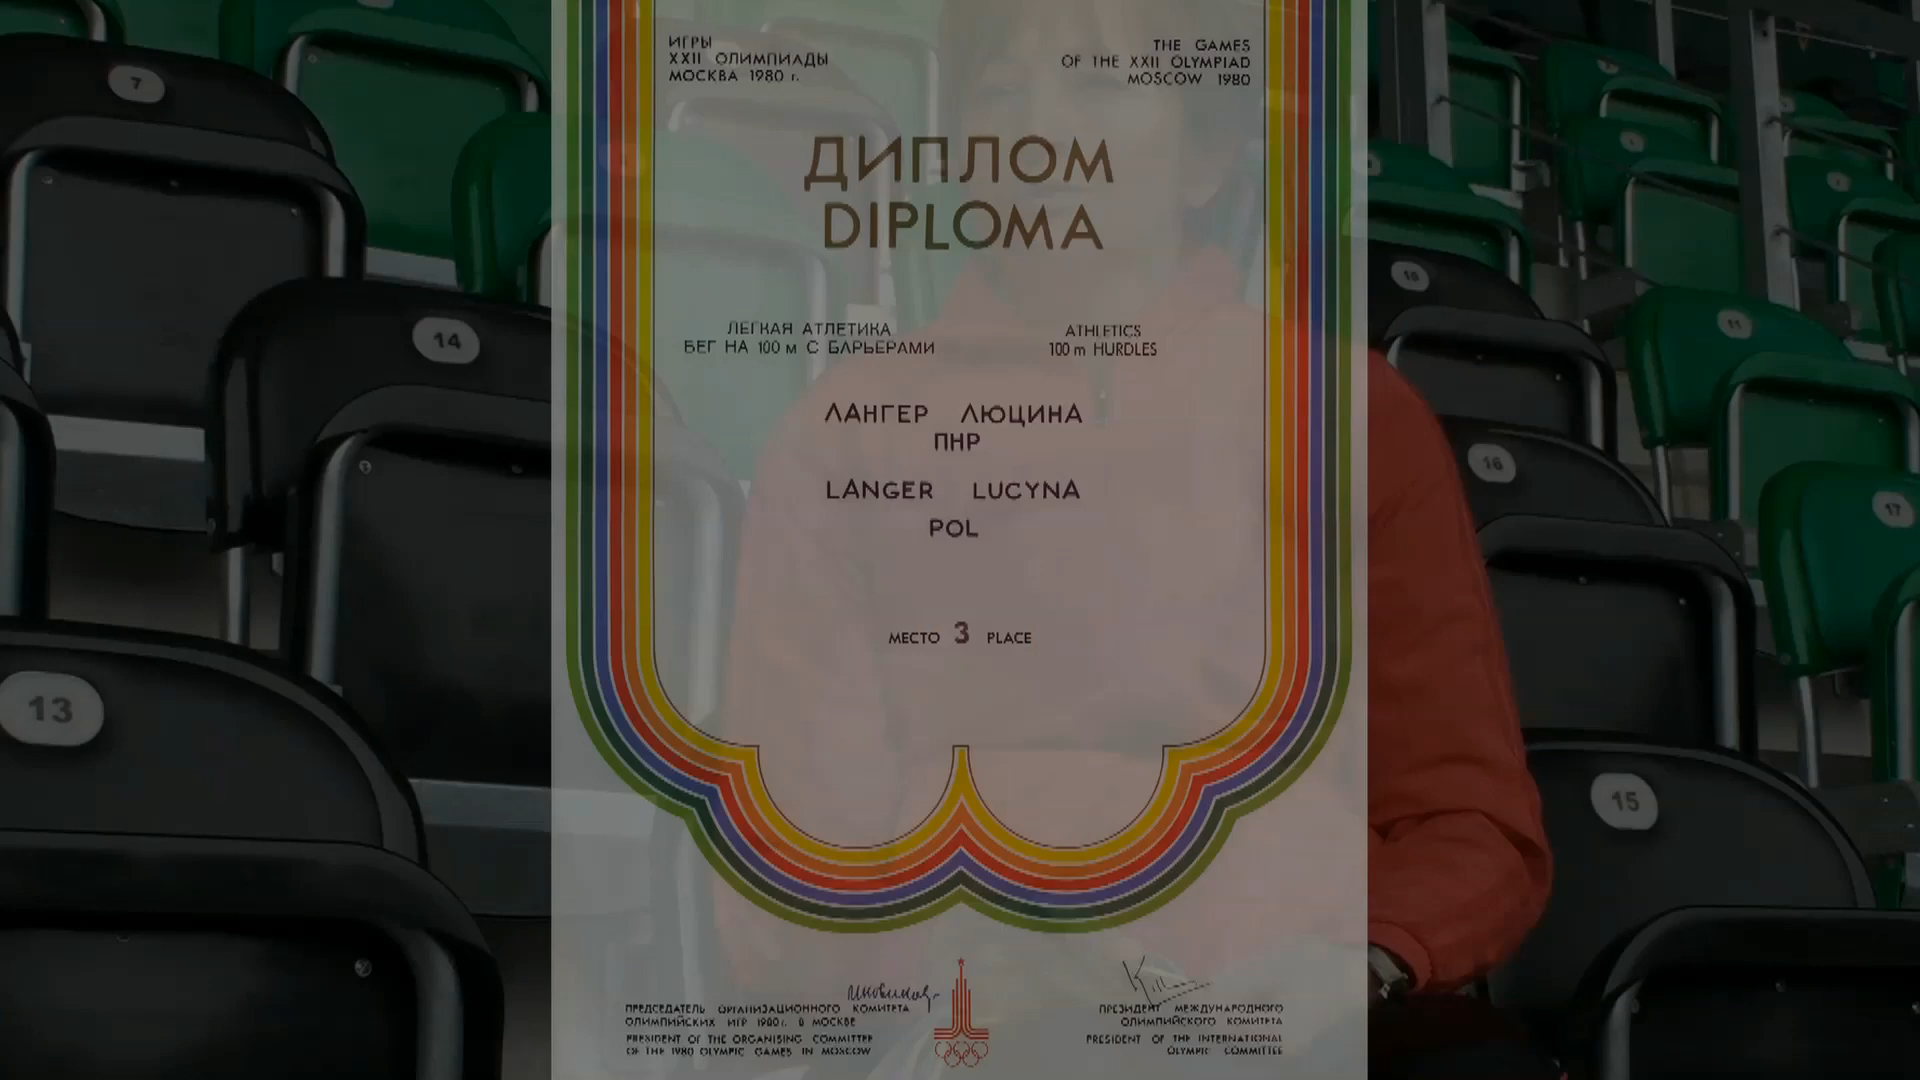 ИГРЫ
XXII ОЛИМПИАДЫ
МОСКВА 1980 г.
THE GAMES
OF THE XXII OLYMPIAD
MOSCOW 1980
ДИПЛОМ
DIPLOMA
ЛЕГКАЯ АТЛЕТИКА
БЕГ НА 100 м С БАРЬЕРАМИ
ATHLETICS
100 m HURDLES
ЛАНГЕР ЛЮЦИНА
ПНР
LANGER LUCYNA
POL
МЕСТО 3 PLACE
ПРЕДСЕДАТЕЛЬ ОРГАНИЗАЦИОННОГО КОМИТЕТА
ОЛИМПИЙСКИХ ИГР 1980 г. В МОСКВЕ
PRESIDENT OF THE ORGANISING COMMITTEE
OF THE 1980 OLYMPIC GAMES IN MOSCOW
ПРЕЗИДЕНТ МЕЖДУНАРОДНОГО
ОЛИМПИЙСКОГО КОМИТЕТА
PRESIDENT OF THE INTERNATIONAL
OLYMPIC COMMITTEE
7
14
13
10
11
16
17
15